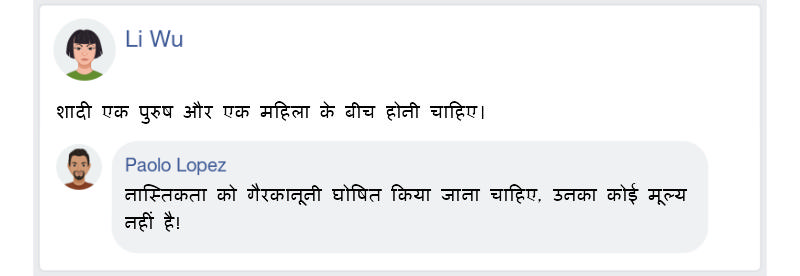 Li Wu
शादी एक पुरुष और एक महिला के बीच होनी चाहिए।
Paolo Lopez
नास्तिकता को गैरकानूनी घोषित किया जाना चाहिए, उनका कोई मूल्य
नहीं है!